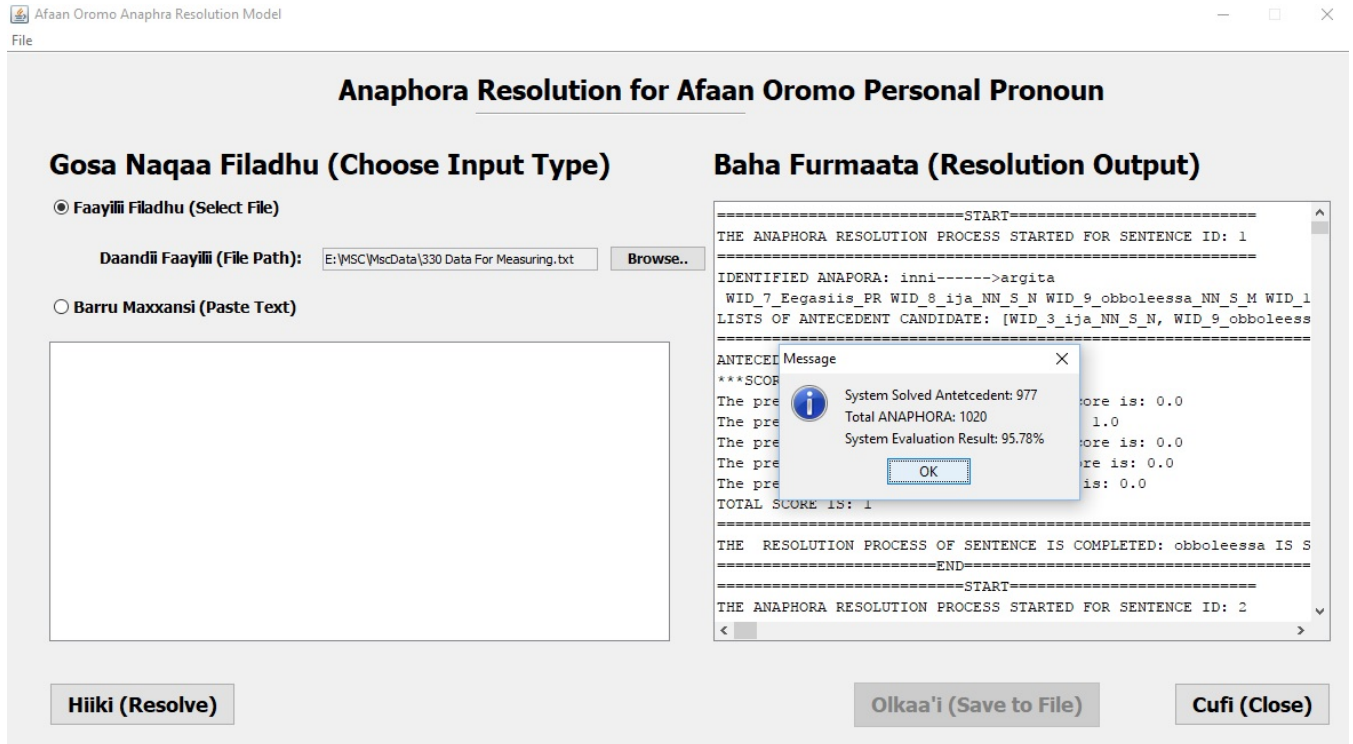 Afaan Oromo Anaphra Resolution Model
File
Anaphora Resolution for Afaan Oromo Personal Pronoun
Gosa Naqaa Filadhu (Choose Input Type)
Faayilii Filadhu (Select File)
Daandii Faayilii (File Path):
E:\MSC\MscData\330 Data For Measuring.txt
Browse..
Barru Maxxansi (Paste Text)
Hiiki (Resolve)
Baha Furmaata (Resolution Output)
===========================START===========================
THE ANAPHORA RESOLUTION PROCESS STARTED FOR SENTENCE ID: 1
===========================================================
IDENTIFIED ANAPORA: inni------>argita
WID_7_Eegasiis_PR WID_8_ija_NN_S_N WID_9_obboleessa_NN_S_M WID_1
LISTS OF ANTECEDENT CANDIDATE: [WID_3_ija_NN_S_N, WID_9_obboleess
=================================================================
ANTECED
***SCOR
The pre ore is: 0.0
The pre 1.0
The pre ore is: 0.0
The pre re is: 0.0
The pre is: 0.0
TOTAL SCORE IS: 1
=================================================================
THE  RESOLUTION PROCESS OF SENTENCE IS COMPLETED: obboleessa IS S
========================END======================================
===========================START===========================
THE ANAPHORA RESOLUTION PROCESS STARTED FOR SENTENCE ID: 2
Message
System Solved Antetcedent: 977
Total ANAPHORA: 1020
System Evaluation Result: 95.78%
OK
Olkaa'i (Save to File)
Cufi (Close)